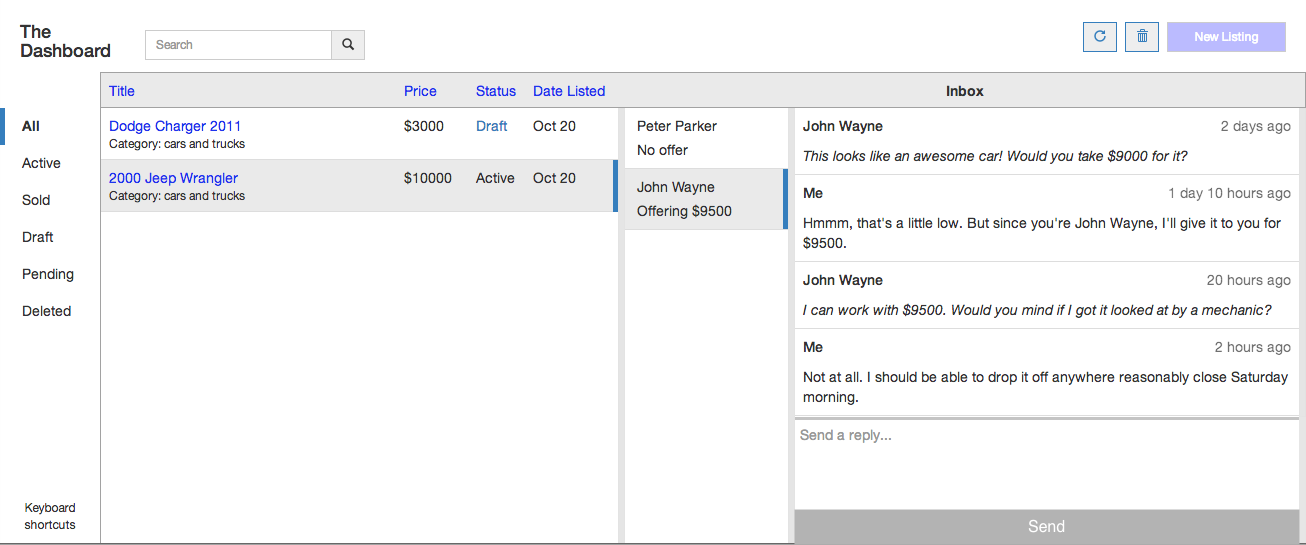 The
Dashboard
Search
New Listing
Title Price Status Date Listed
Inbox
All
Active
Sold
Draft
Pending
Deleted
Keyboard
shortcuts
Dodge Charger 2011 $3000 Draft Oct 20
Category: cars and trucks
2000 Jeep Wrangler $10000 Active Oct 20
Category: cars and trucks
Peter Parker
No offer
John Wayne
Offering $9500
John Wayne 2 days ago
This looks like an awesome car! Would you take $9000 for it?
Me 1 day 10 hours ago
Hmmm, that's a little low. But since you're John Wayne, I'll give it to you for
$9500.
John Wayne 20 hours ago
I can work with $9500. Would you mind if I got it looked at by a mechanic?
Me 2 hours ago
Not at all. I should be able to drop it off anywhere reasonably close Saturday
morning.
Send a reply...
Send